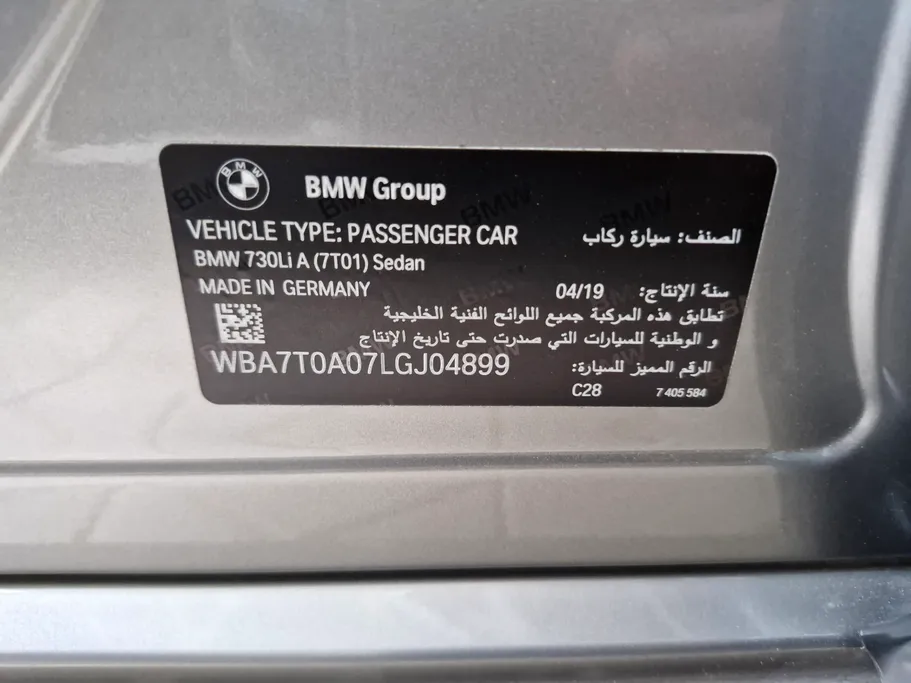 BMW
BMW Group
VEHICLE TYPE: PASSENGER CAR الصنف: سيارة ركاب
BMW 730Li A (7T01) Sedan
MADE IN GERMANY سنة الإنتاج: 04/19
تطابق هذه المركبة جميع اللوائح الفنية الخليجية
و الوطنية للسيارات التى صدرت حتى تاريخ الإنتاج
WBA7T0A07LGJ04899 الرقم المميز للسيارة:
C28 7 405 584